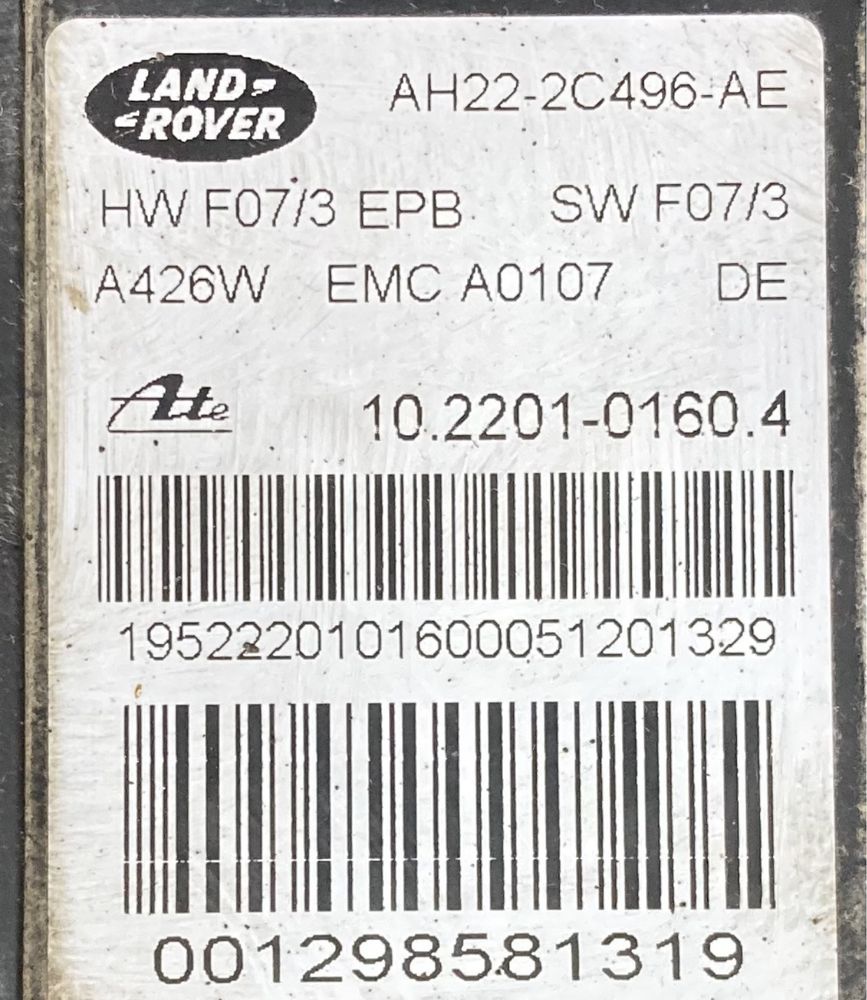 LAND ROVER AH22-2C496-AE
HW F07/3 EPB SW F07/3
A426W EMC A0107 DE
Ate 10.2201-0160.4
1952220101600051201329
001298581319